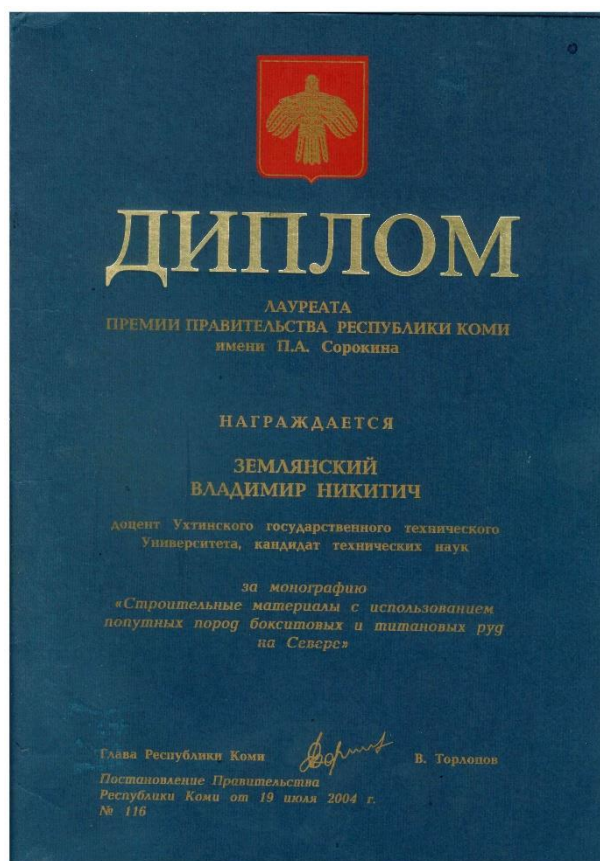 ДИПЛОМ
ЛАУРЕАТА
ПРЕМИИ ПРАВИТЕЛЬСТВА РЕСПУБЛИКИ КОМИ
имени П.А. Сорокина
НАГРАЖДАЕТСЯ
ЗЕМЛЯНСКИЙ
ВЛАДИМИР НИКИТИЧ
доцент Ухтинского государственного технического
Университета, кандидат технических наук
за монографию
«Строительные материалы с использованием
попутных пород бокситовых и титановых руд
на Севере»
Глава Республики Коми В. Торлопов
Постановление Правительства
Республики Коми от 19 июля 2004 г.
№ 116